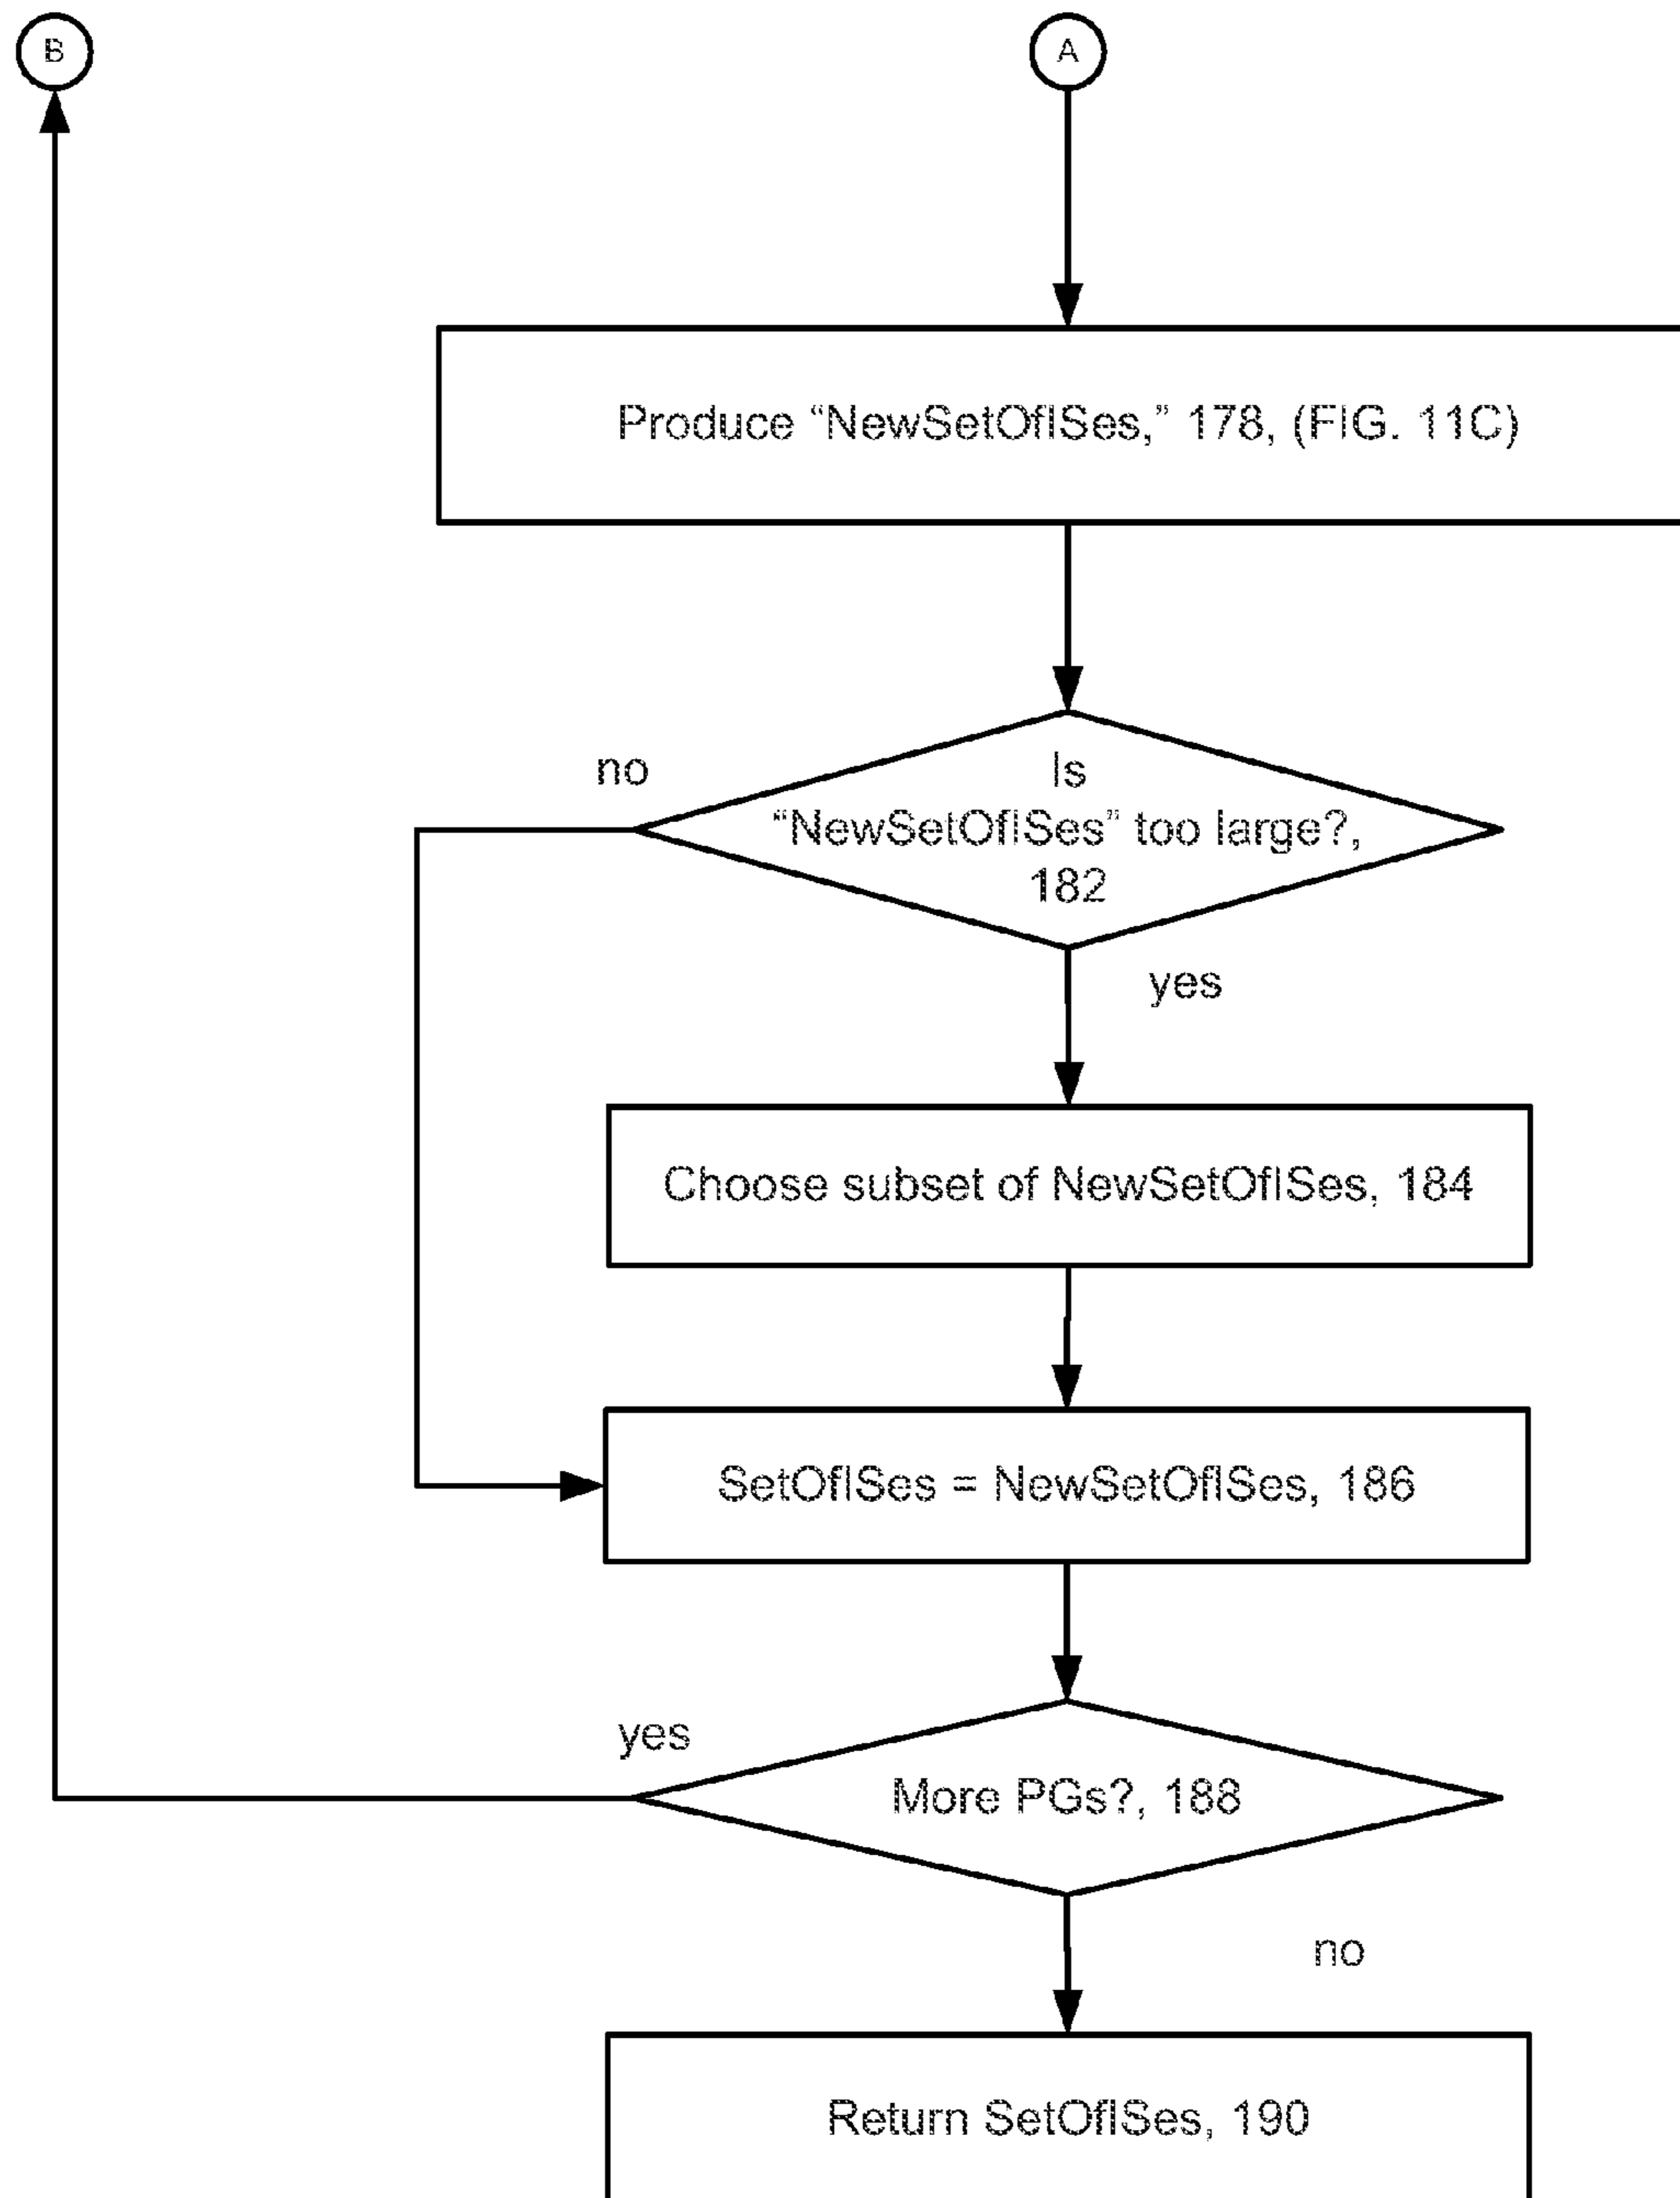 B
A
Produce “NewSetOfISes,” 178, (FIG. 11C)
no
Is
“NewSetOfISes” too large?,
182
yes
Choose subset of NewSetOfISes, 184
SetOfISes = NewSetOfISes, 186
yes
More PGs?, 188
no
Return SetOfISes, 190